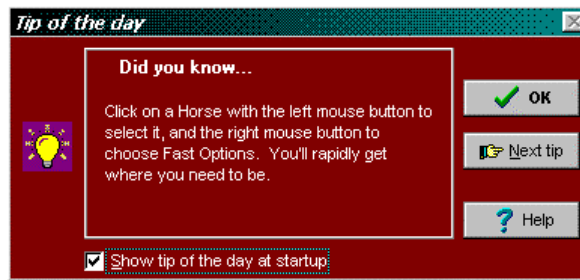 Tip of the day
Did you know...
Click on a Horse with the left mouse button to
select it, and the right mouse button to
choose Fast Options. You'll rapidly get
where you need to be.
OK
Next tip
Help
Show tip of the day at startup